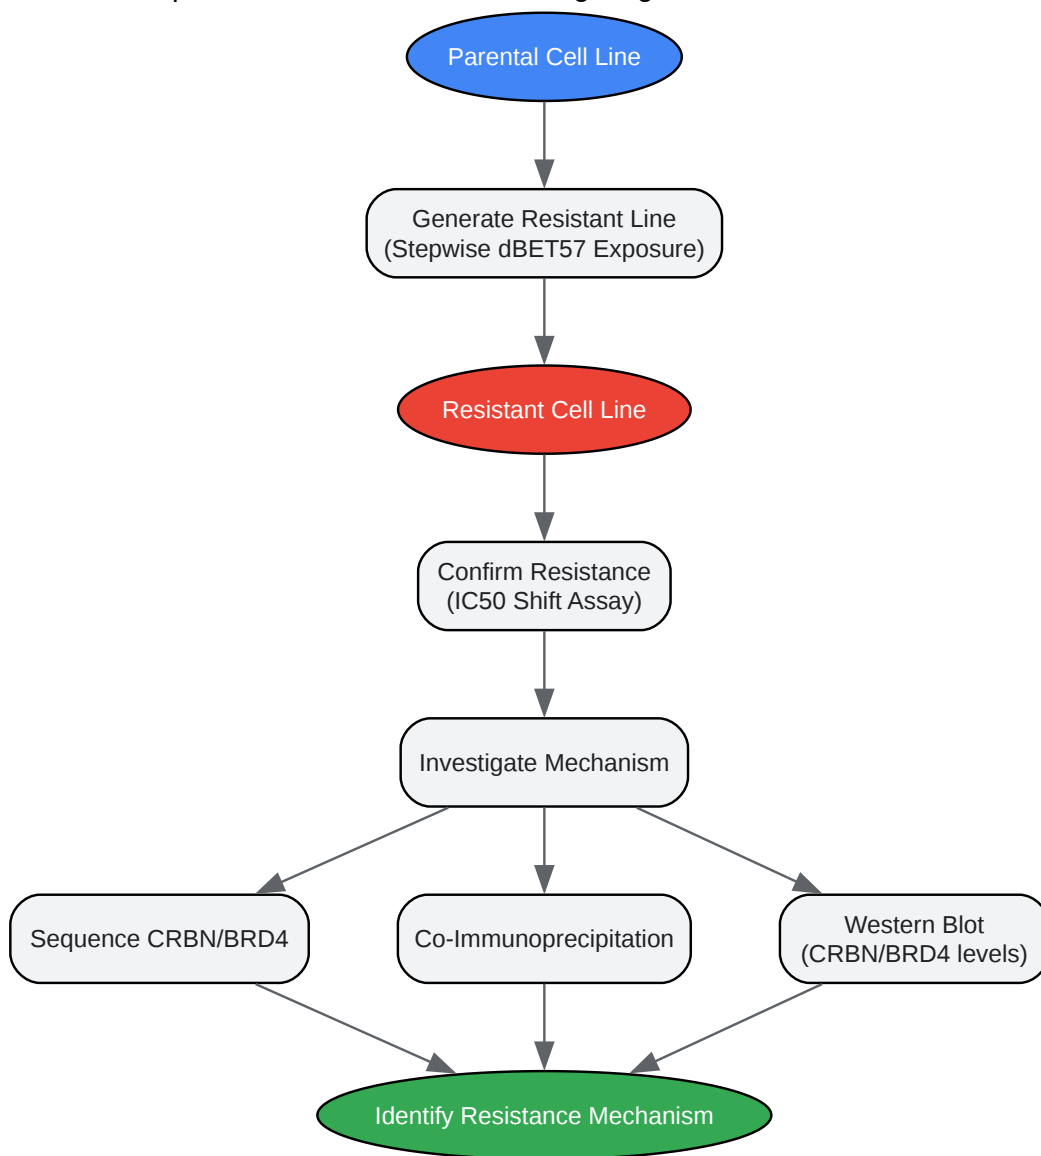 Parental Cell Line
Generate Resistant Line
(Stepwise dBET57 Exposure)
Resistant Cell Line
Confirm Resistance
(IC50 Shift Assay)
Investigate Mechanism
Sequence CRBN/BRD4
Co-Immunoprecipitation
Western Blot
(CRBN/BRD4 levels)
Identify Resistance Mechanism